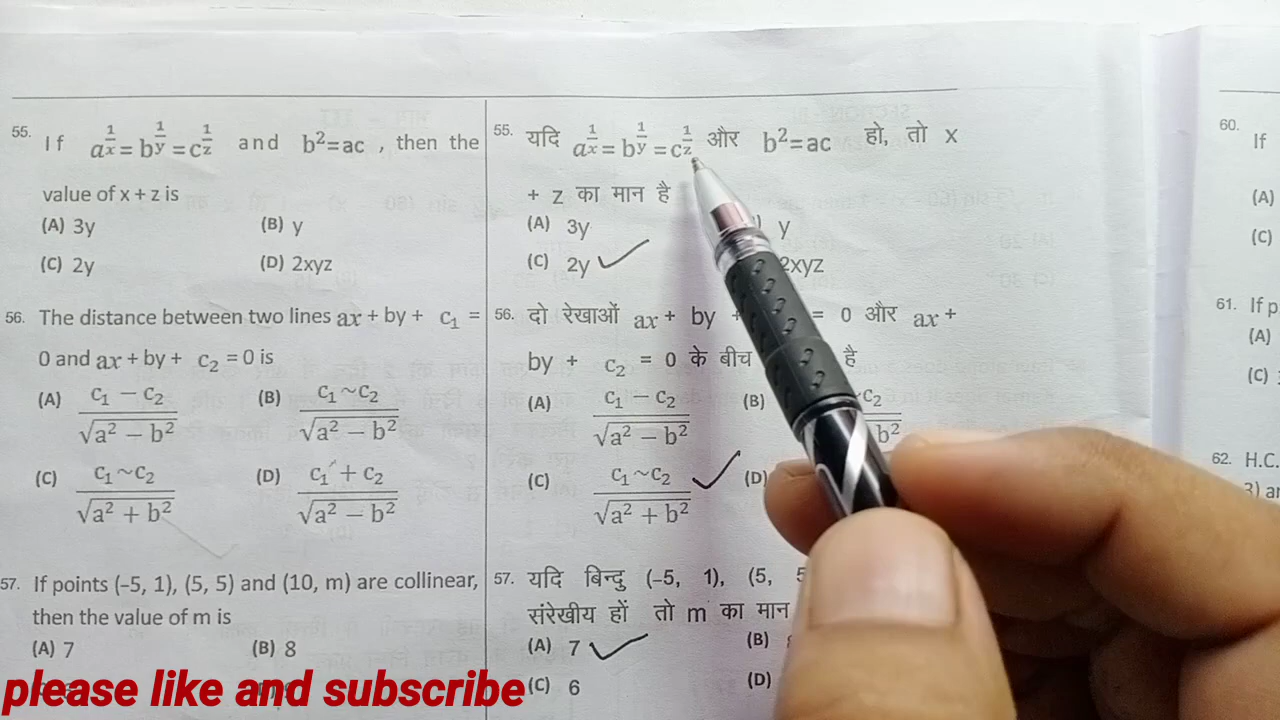 55. If a^{1/x} = b^{1/y} = c^{1/z} and b²=ac , then the
value of x + z is
(A) 3y (B) y
(C) 2y (D) 2xyz
56. The distance between two lines ax + by + c₁ =
0 and ax + by + c₂ = 0 is
(A) (c₁ − c₂)/√(a² − b²) (B) (c₁ ~ c₂)/√(a² − b²)
(C) (c₁ ~ c₂)/√(a² + b²) (D) (c₁ + c₂)/√(a² − b²)
57. If points (–5, 1), (5, 5) and (10, m) are collinear,
then the value of m is
(A) 7 (B) 8
please like and subscribe
55. यदि a^{1/x} = b^{1/y} = c^{1/z} और b²=ac हो, तो x
+ z का मान है
(A) 3y y
(C) 2y 2xyz
56. दो रेखाओं ax + by = 0 और ax +
by + c₂ = 0 के बीच है
(A) (c₁ − c₂)/√(a² − b²) (B) c₂ b²
(C) (c₁ ~ c₂)/√(a² + b²) (D)
57. यदि बिन्दु (–5, 1), (5, 5
संरेखीय हों तो m का मान
(A) 7 (B)
(C) 6 (D)
60. If
(A)
(C)
61. If p
(A)
(C)
62. H.C.
3) ar